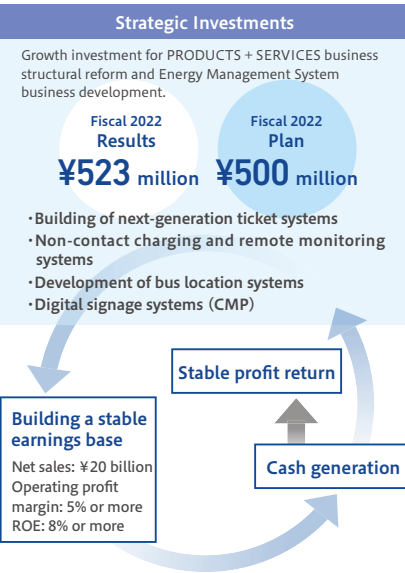 Strategic Investments
Growth investment for PRODUCTS + SERVICES business
structural reform and Energy Management System
business development.
Fiscal 2022
Results
¥523 million
Fiscal 2022
Plan
¥500 million
・Building of next-generation ticket systems
・Non-contact charging and remote monitoring
systems
・Development of bus location systems
・Digital signage systems (CMP)
Stable profit return
Building a stable
earnings base
Net sales: ¥20 billion
Operating profit
margin: 5% or more
ROE: 8% or more
Cash generation